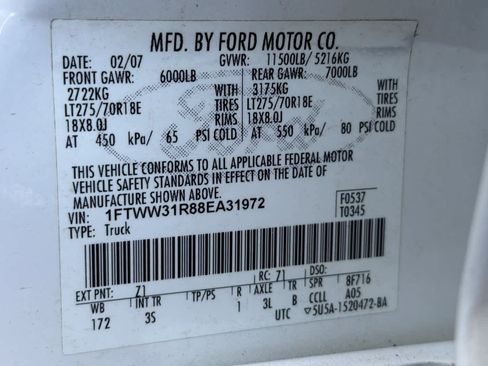 MFD. BY FORD MOTOR CO.
DATE: 02/07 GVWR: 11500LB/ 5216KG
FRONT GAWR: 6000LB REAR GAWR: 7000LB
2722KG WITH 3175KG WITH
LT275/70R18E TIRES LT275/70R18E TIRES
18X8.0J RIMS 18X8.0J RIMS
AT 450 kPa/ 65 PSI COLD AT 550 kPa/ 80 PSI COLD
THIS VEHICLE CONFORMS TO ALL APPLICABLE FEDERAL MOTOR
VEHICLE SAFETY STANDARDS IN EFFECT ON THE DATE OF
MANUFACTURE SHOWN ABOVE.
VIN: 1FTWW31R88EA31972 F0537
TYPE: Truck T0345
EXT PNT: Z1 RC: 71 DSO:
WB INT TR TP/PS R AXLE TR SPR 8F716
172 3S 1 3L B CCLL A05
UTC ▽5U5A-1520472-BA